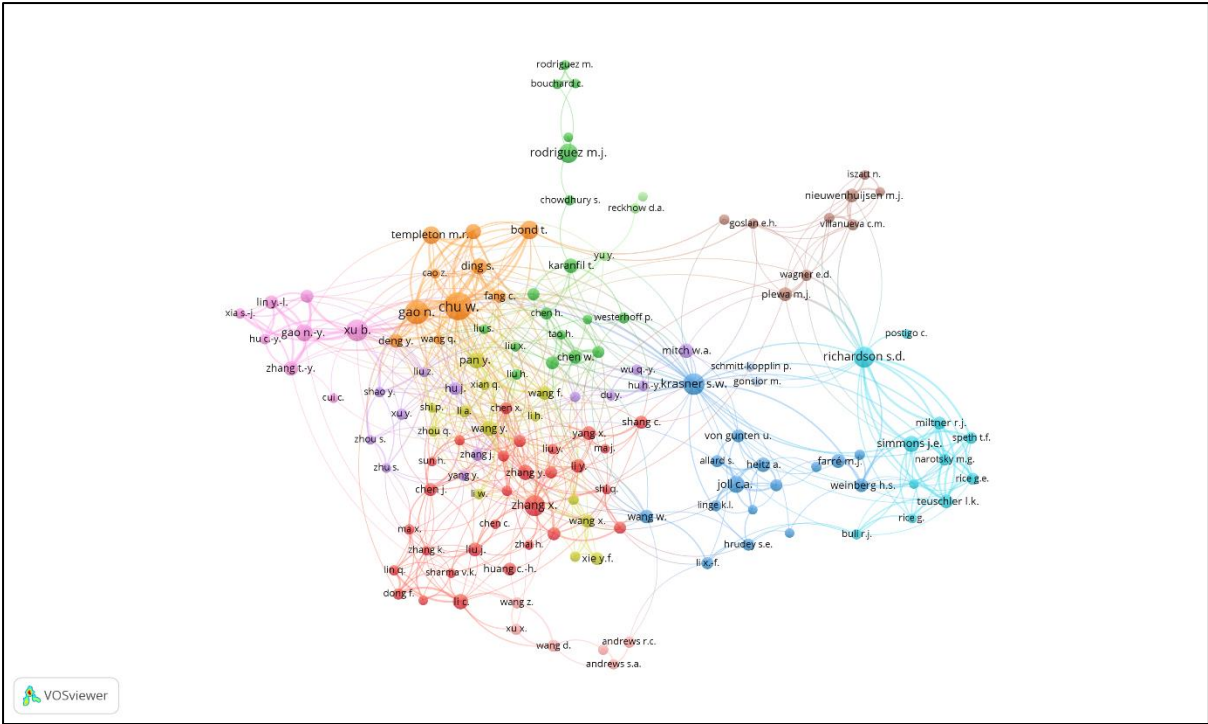 rodriguez m.
bouchard c.
rodriguez m.j.
iszatt n.
nieuwenhuijsen m.j.
chowdhury s.
reckhow d.a.
goslan e.h.
villanueva c.m.
templeton m.r.
bond t.
yu y.
karanfil t.
ding s.
cao z.
wagner e.d.
plewa m.j.
lin y.-l.
xia s.-j.
fang c.
gao n.
chu w.
chen h.
westerhoff p.
gao n.-y.
xu b.
liu s.
tao h.
postigo c.
hu c.-y.
deng y.
wang q.
liu x.
chen w.
mitch w.a.
richardson s.d.
zhang t.-y.
pan y.
liu z.
liu h.
wu q.-y.
schmitt-kopplin p.
hu j.
xian q.
hu h.-y.
krasner s.w.
gonsior m.
cui c.
shao y.
wang f.
du y.
shi p.
li a.
chen x.
xu y.
li h.
shang c.
miltner r.j.
zhou q.
wang y.
yang x.
von gunten u.
simmons j.e.
speth t.f.
zhou s.
liu y.
ma j.
sun h.
zhang j.
allard s.
heitz a.
farré m.j.
narotsky m.g.
zhu s.
yang y.
zhang y.
li y.
joll c.a.
weinberg h.s.
rice g.e.
chen j.
li w.
shi q.
teuschler l.k.
zhang x.
linge k.l.
wang w.
rice g.
ma x.
chen c.
wang x.
bull r.j.
zhang k.
liu j.
zhai h.
hrudey s.e.
xie y.f.
li x.-f.
lin q.
sharma v.k.
huang c.-h.
dong f.
li c.
wang z.
xu x.
wang d.
andrews r.c.
andrews s.a.
VOSviewer